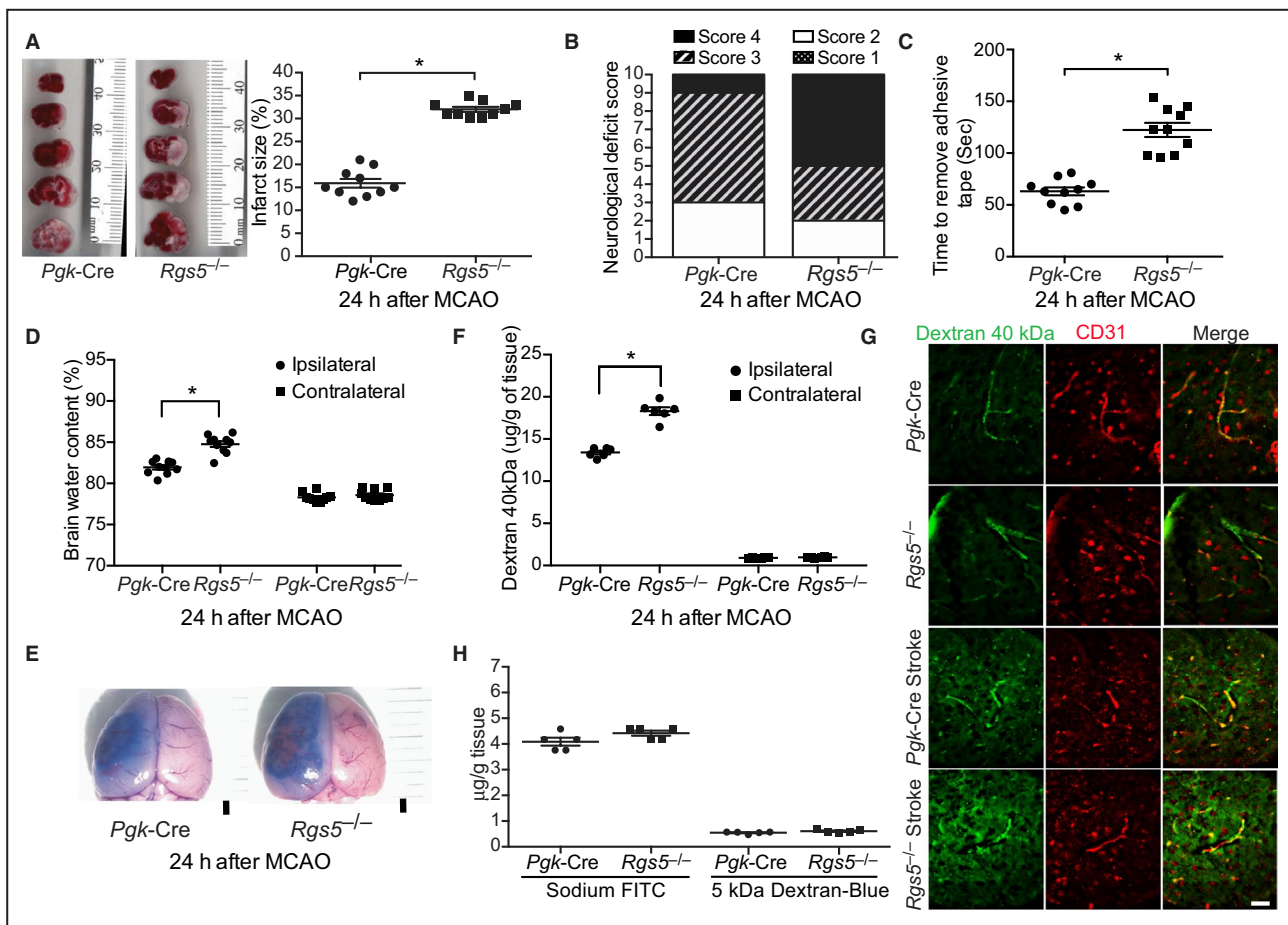 A
Infarct size (%)
40
35
30
25
20
15
10
5
0
*
Pgk-Cre
Rgs5–/–
Pgk-Cre Rgs5–/–
24 h after MCAO
B
Score 4 Score 2
Score 3 Score 1
Neurological deficit score
10
9
8
7
6
5
4
3
2
1
0
Pgk-Cre Rgs5–/–
24 h after MCAO
C
Time to remove adhesive
tape (Sec)
200
150
100
50
0
*
Pgk-Cre Rgs5–/–
24 h after MCAO
D
Brain water content (%)
95
90
85
80
75
70
*
Ipsilateral
Contralateral
Pgk-Cre Rgs5–/– Pgk-Cre Rgs5–/–
24 h after MCAO
F
Dextran 40kDa (ug/g of tissue)
25
20
15
10
5
0
*
Ipsilateral
Contralateral
Pgk-Cre Rgs5–/– Pgk-Cre Rgs5–/–
24 h after MCAO
G
Dextran 40 kDa CD31 Merge
Pgk-Cre
Rgs5–/–
Pgk-Cre Stroke
Rgs5–/– Stroke
E
Pgk-Cre Rgs5–/–
24 h after MCAO
H
µg/g tissue
7
6
5
4
3
2
1
0
Pgk-Cre Rgs5–/– Pgk-Cre Rgs5–/–
Sodium FITC 5 kDa Dextran-Blue